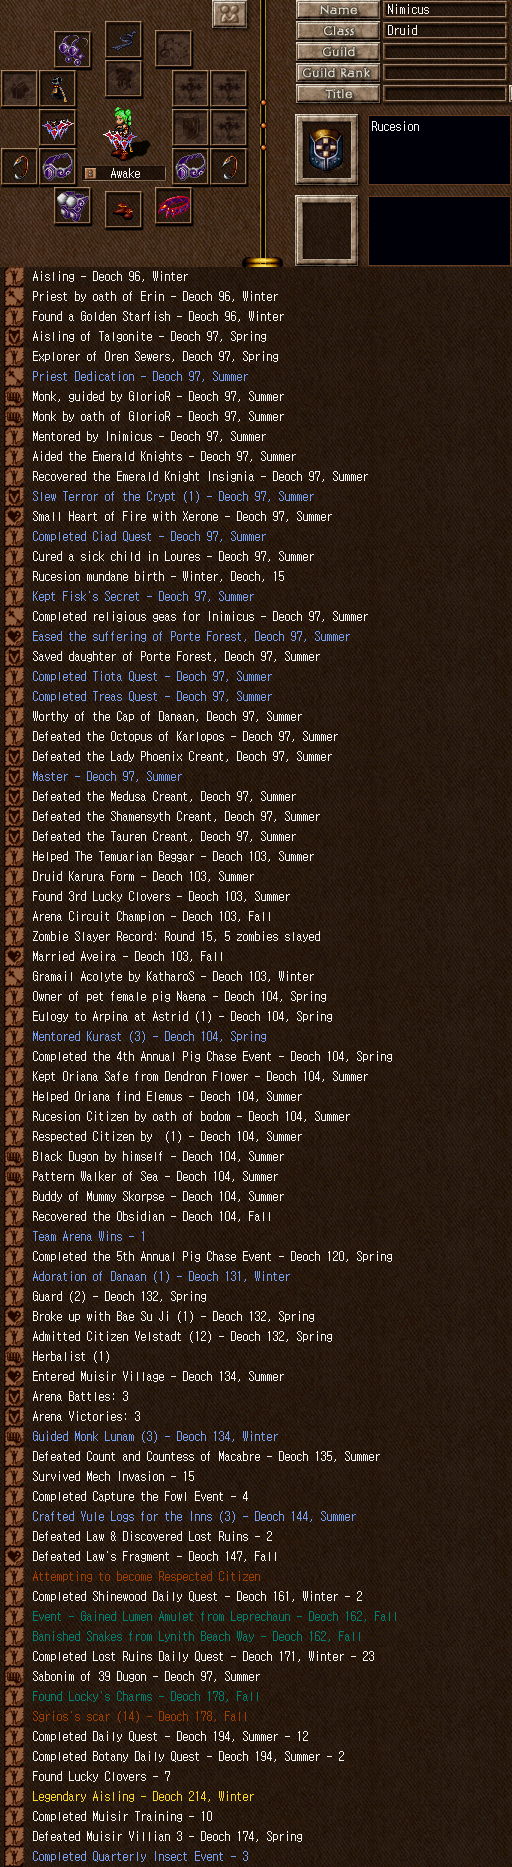 Name
Nimicus
Class
Druid
Guild
Guild Rank
Title
Rucesion
Awake
Aisling - Deoch 96, Winter
Priest by oath of Erin - Deoch 96, Winter
Found a Golden Starfish - Deoch 96, Winter
Aisling of Talgonite - Deoch 97, Spring
Explorer of Oren Sewers, Deoch 97, Spring
Priest Dedication - Deoch 97, Summer
Monk, guided by GlorioR - Deoch 97, Summer
Monk by oath of GlorioR - Deoch 97, Summer
Mentored by Inimicus - Deoch 97, Summer
Aided the Emerald Knights - Deoch 97, Summer
Recovered the Emerald Knight Insignia - Deoch 97, Summer
Slew Terror of the Crypt (1) - Deoch 97, Summer
Small Heart of Fire with Xerone - Deoch 97, Summer
Completed Ciad Quest - Deoch 97, Summer
Cured a sick child in Loures - Deoch 97, Summer
Rucesion mundane birth - Winter, Deoch, 15
Kept Fisk's Secret - Deoch 97, Summer
Completed religious geas for Inimicus - Deoch 97, Summer
Eased the suffering of Porte Forest, Deoch 97, Summer
Saved daughter of Porte Forest, Deoch 97, Summer
Completed Tiota Quest - Deoch 97, Summer
Completed Treas Quest - Deoch 97, Summer
Worthy of the Cap of Danaan, Deoch 97, Summer
Defeated the Octopus of Karlopos - Deoch 97, Summer
Defeated the Lady Phoenix Creant, Deoch 97, Summer
Master - Deoch 97, Summer
Defeated the Medusa Creant, Deoch 97, Summer
Defeated the Shamensyth Creant, Deoch 97, Summer
Defeated the Tauren Creant, Deoch 97, Summer
Helped The Temuarian Beggar - Deoch 103, Summer
Druid Karura Form - Deoch 103, Summer
Found 3rd Lucky Clovers - Deoch 103, Summer
Arena Circuit Champion - Deoch 103, Fall
Zombie Slayer Record: Round 15, 5 zombies slayed
Married Aveira - Deoch 103, Fall
Gramail Acolyte by KatharoS - Deoch 103, Winter
Owner of pet female pig Naena - Deoch 104, Spring
Eulogy to Arpina at Astrid (1) - Deoch 104, Spring
Mentored Kurast (3) - Deoch 104, Spring
Completed the 4th Annual Pig Chase Event - Deoch 104, Spring
Kept Oriana Safe from Dendron Flower - Deoch 104, Summer
Helped Oriana find Elemus - Deoch 104, Summer
Rucesion Citizen by oath of bodom - Deoch 104, Summer
Respected Citizen by  (1) - Deoch 104, Summer
Black Dugon by himself - Deoch 104, Summer
Pattern Walker of Sea - Deoch 104, Summer
Buddy of Mummy Skorpse - Deoch 104, Summer
Recovered the Obsidian - Deoch 104, Fall
Team Arena Wins - 1
Completed the 5th Annual Pig Chase Event - Deoch 120, Spring
Adoration of Danaan (1) - Deoch 131, Winter
Guard (2) - Deoch 132, Spring
Broke up with Bae Su Ji (1) - Deoch 132, Spring
Admitted Citizen Velstadt (12) - Deoch 132, Spring
Herbalist (1)
Entered Muisir Village - Deoch 134, Summer
Arena Battles: 3
Arena Victories: 3
Guided Monk Lunam (3) - Deoch 134, Winter
Defeated Count and Countess of Macabre - Deoch 135, Summer
Survived Mech Invasion - 15
Completed Capture the Fowl Event - 4
Crafted Yule Logs for the Inns (3) - Deoch 144, Summer
Defeated Law & Discovered Lost Ruins - 2
Defeated Law's Fragment - Deoch 147, Fall
Attempting to become Respected Citizen
Completed Shinewood Daily Quest - Deoch 161, Winter - 2
Event - Gained Lumen Amulet from Leprechaun - Deoch 162, Fall
Banished Snakes from Lynith Beach Way - Deoch 162, Fall
Completed Lost Ruins Daily Quest - Deoch 171, Winter - 23
Sabonim of 39 Dugon - Deoch 97, Summer
Found Locky's Charms - Deoch 178, Fall
Sgrios's scar (14) - Deoch 178, Fall
Completed Daily Quest - Deoch 194, Summer - 12
Completed Botany Daily Quest - Deoch 194, Summer - 2
Found Lucky Clovers - 7
Legendary Aisling - Deoch 214, Winter
Completed Muisir Training - 10
Defeated Muisir Villian 3 - Deoch 174, Spring
Completed Quarterly Insect Event - 3